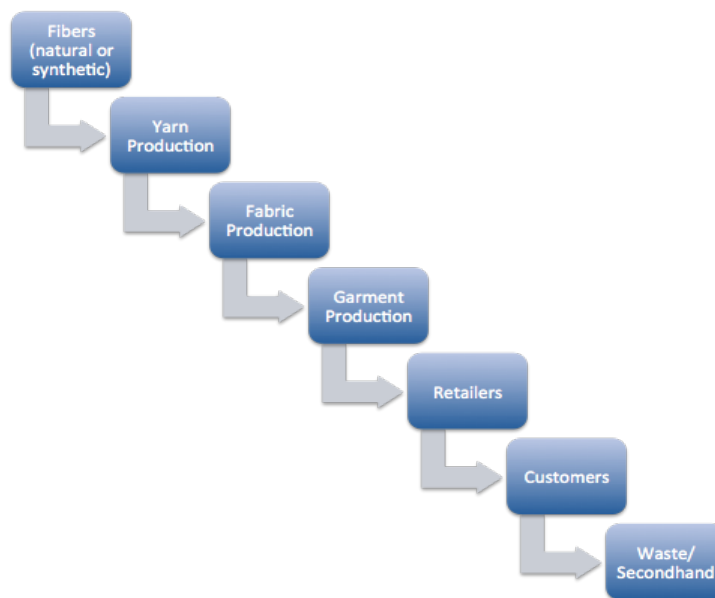 Fibers
(natural or
synthetic)
Yarn
Production
Fabric
Production
Garment
Production
Retailers
Customers
Waste/
Secondhand